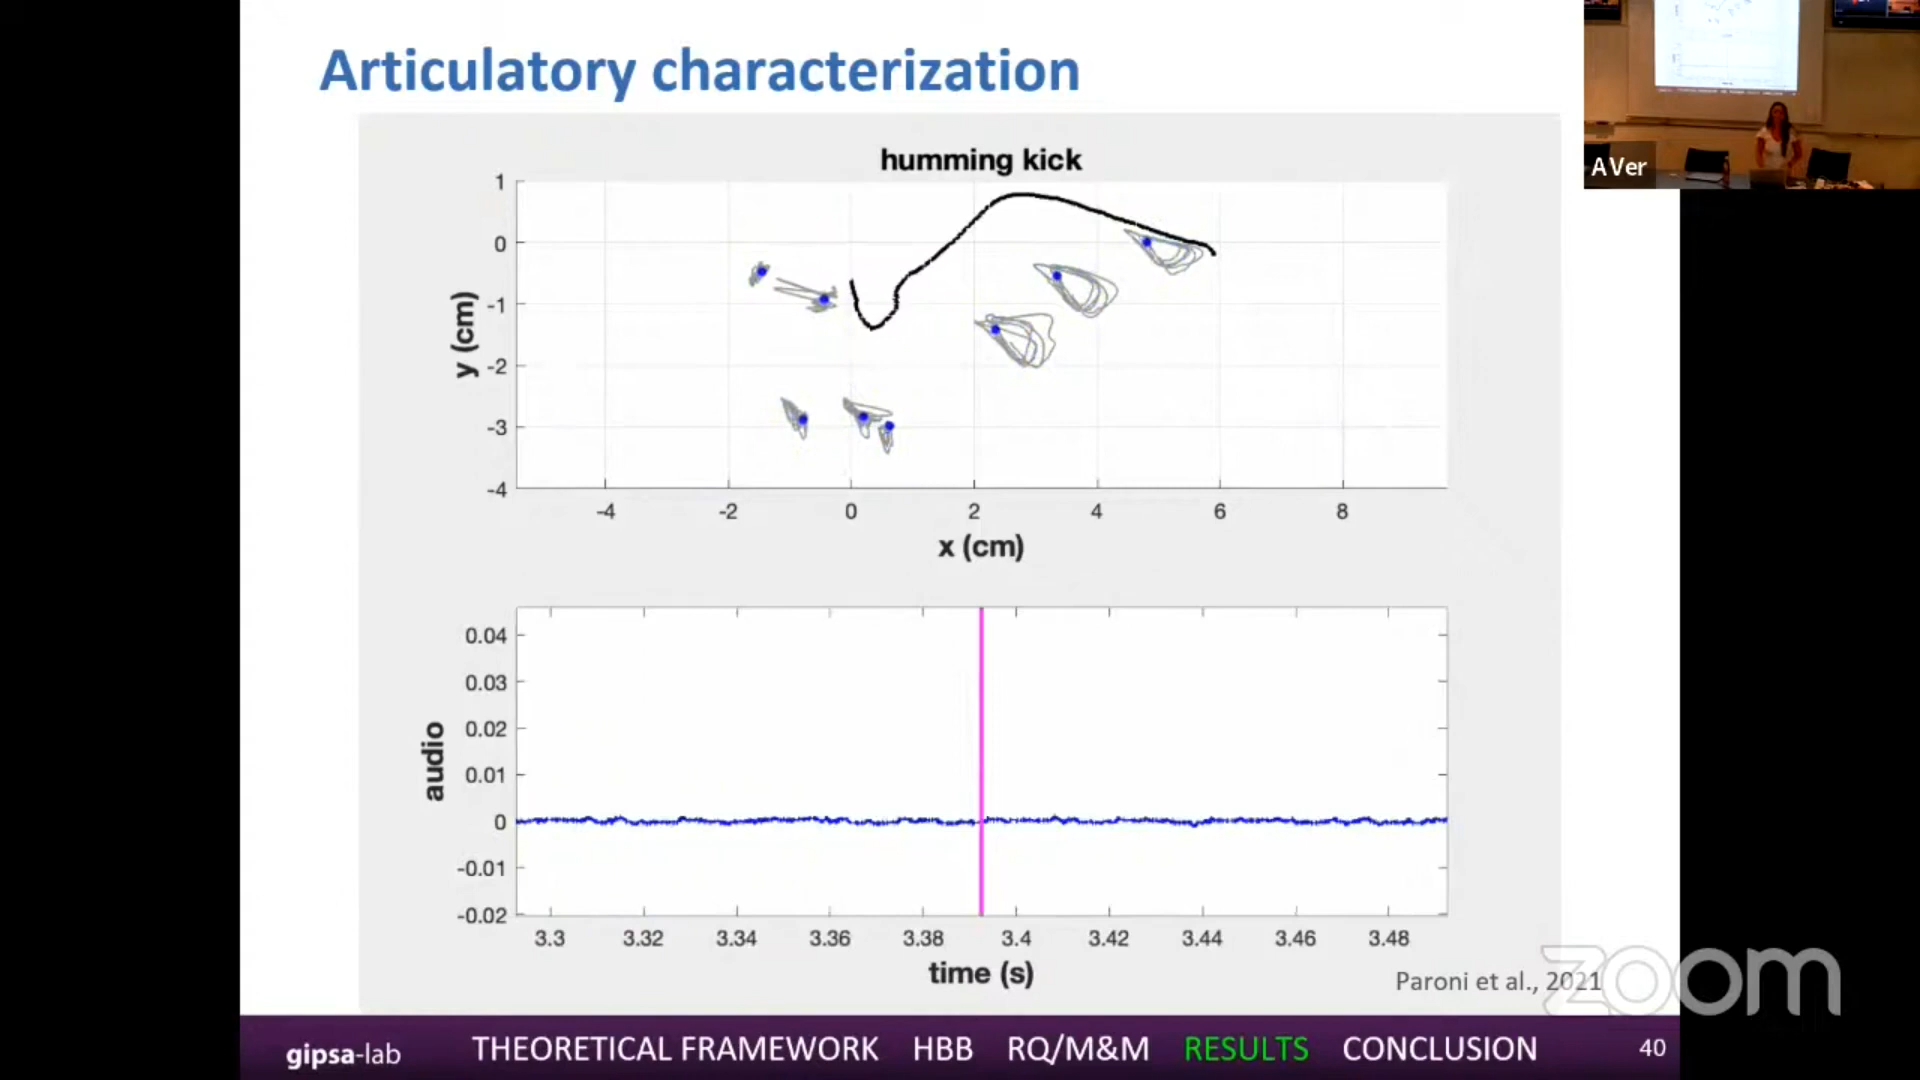 Articulatory characterization
A Ver
humming kick
1
0
-1
-2
-3
-4
y (cm)
-4 -2 0 2 4 6 8
x (cm)
0.04
0.03
0.02
0.01
0
-0.01
-0.02
audio
3.3 3.32 3.34 3.36 3.38 3.4 3.42 3.44 3.46 3.48
time (s)
Paroni et al., 2021
zoom
gipsa-lab THEORETICAL FRAMEWORK HBB RQ/M&M RESULTS CONCLUSION 40